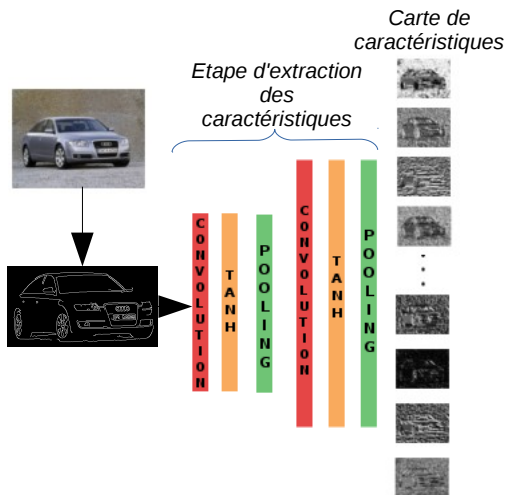 Carte de
caractéristiques
Etape d'extraction
des
caractéristiques
CONVOLUTION
TANH
POOLING
CONVOLUTION
TANH
POOLING